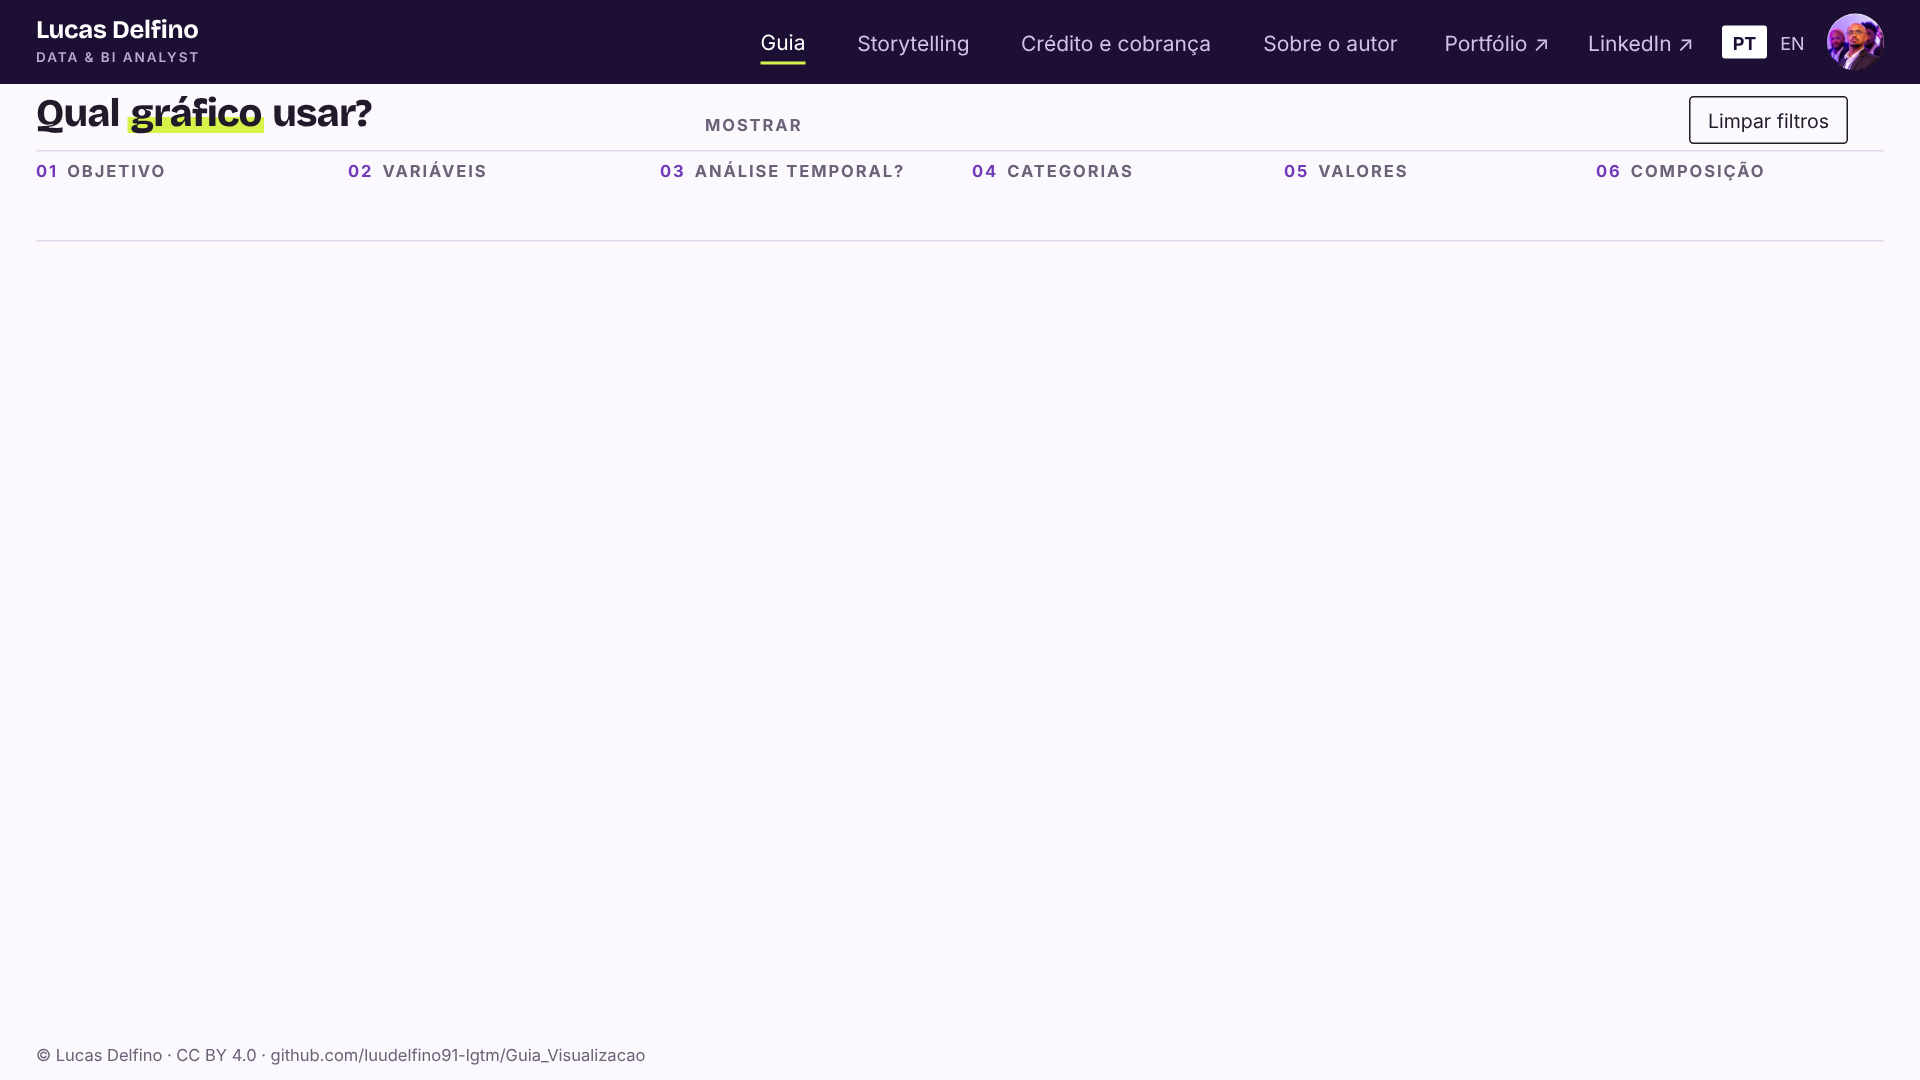 Lucas Delfino
DATA & BI ANALYST
Guia
Storytelling
Crédito e cobrança
Sobre o autor
Portfólio ↗
LinkedIn ↗
PT
EN
Qual gráfico usar?
MOSTRAR
Limpar filtros
01 OBJETIVO
02 VARIÁVEIS
03 ANÁLISE TEMPORAL?
04 CATEGORIAS
05 VALORES
06 COMPOSIÇÃO
© Lucas Delfino · CC BY 4.0 · github.com/luudelfino91-lgtm/Guia_Visualizacao